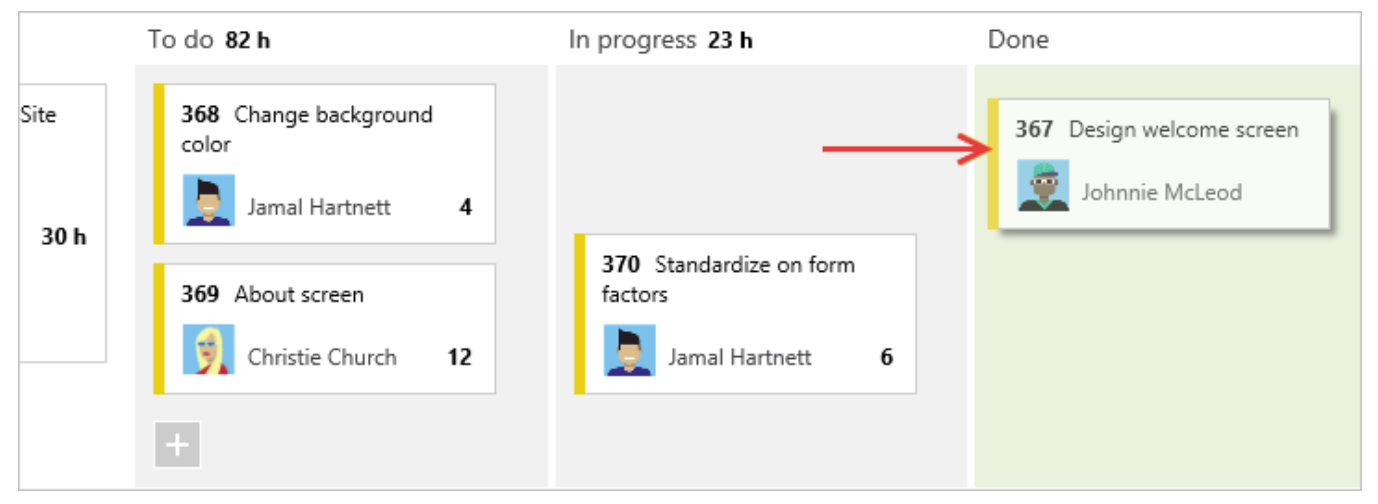 To do 82 h
In progress 23 h
Done
Site
30 h
368 Change background
color
Jamal Hartnett 4
369 About screen
Christie Church 12
+
370 Standardize on form
factors
Jamal Hartnett 6
367 Design welcome screen
Johnnie McLeod